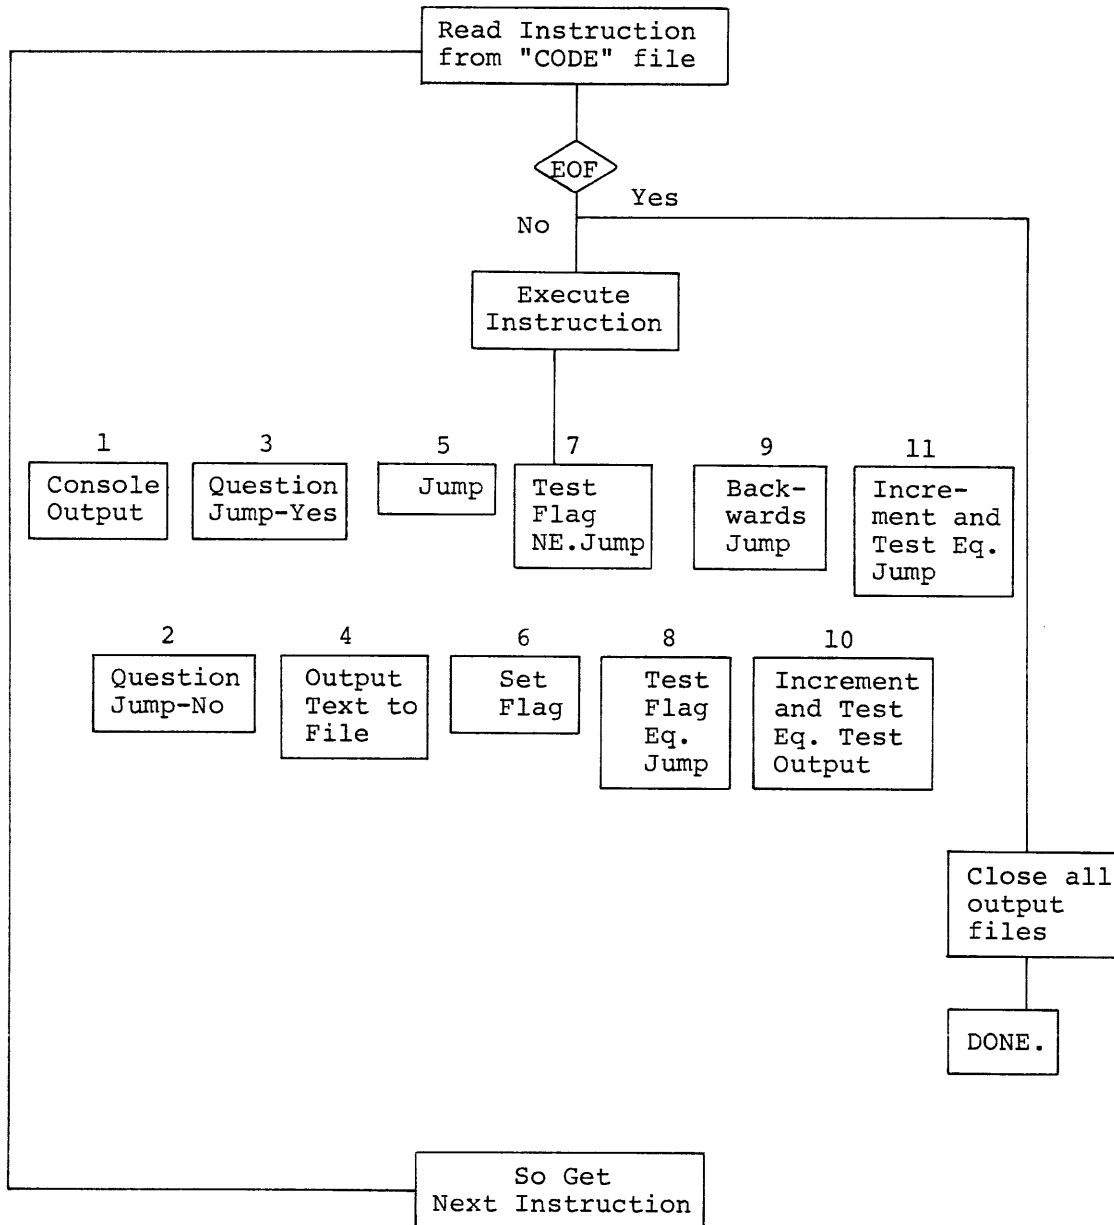 Read Instruction
from "CODE" file
EOF
Yes
No
Execute
Instruction
1
Console
Output
3
Question
Jump-Yes
5
Jump
7
Test
Flag
NE.Jump
9
Back-
wards
Jump
11
Incre-
ment and
Test Eq.
Jump
2
Question
Jump-No
4
Output
Text to
File
6
Set
Flag
8
Test
Flag
Eq.
Jump
10
Increment
and Test
Eq. Test
Output
Close all
output
files
DONE.
So Get
Next Instruction